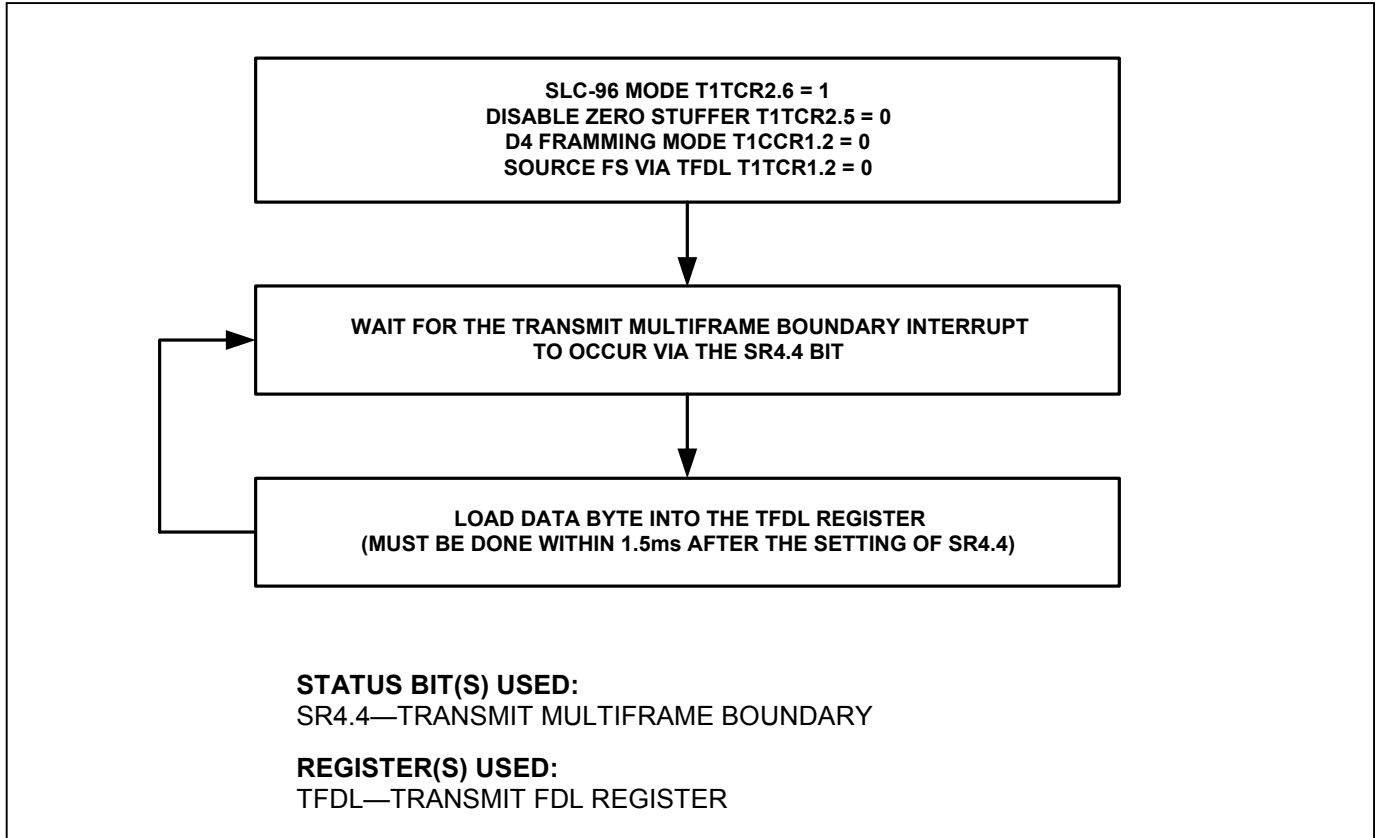 SLC-96 MODE T1TCR2.6 = 1
DISABLE ZERO STUFFER T1TCR2.5 = 0
D4 FRAMMING MODE T1CCR1.2 = 0
SOURCE FS VIA TFDL T1TCR1.2 = 0
WAIT FOR THE TRANSMIT MULTIFRAME BOUNDARY INTERRUPT
TO OCCUR VIA THE SR4.4 BIT
LOAD DATA BYTE INTO THE TFDL REGISTER
(MUST BE DONE WITHIN 1.5ms AFTER THE SETTING OF SR4.4)
STATUS BIT(S) USED:
SR4.4—TRANSMIT MULTIFRAME BOUNDARY
REGISTER(S) USED:
TFDL—TRANSMIT FDL REGISTER